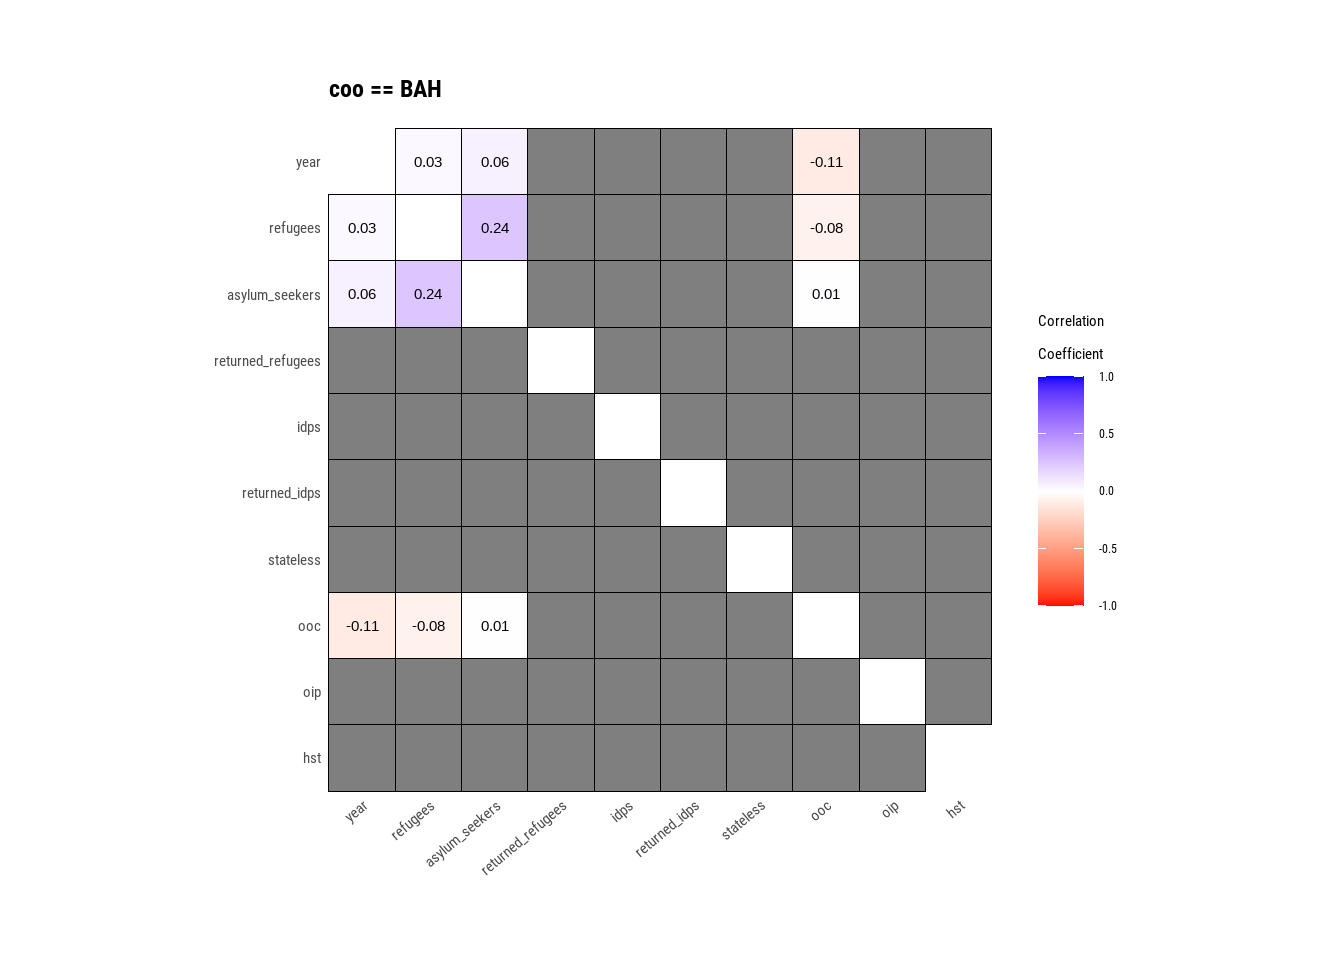 coo == BAH
year 0.03 0.06 -0.11
refugees 0.03 0.24 -0.08
asylum_seekers 0.06 0.24 0.01
returned_refugees
idps
returned_idps
stateless
ooc -0.11 -0.08 0.01
oip
hst
year refugees asylum_seekers returned_refugees idps returned_idps stateless ooc oip hst
Correlation
Coefficient
1.0
0.5
0.0
-0.5
-1.0